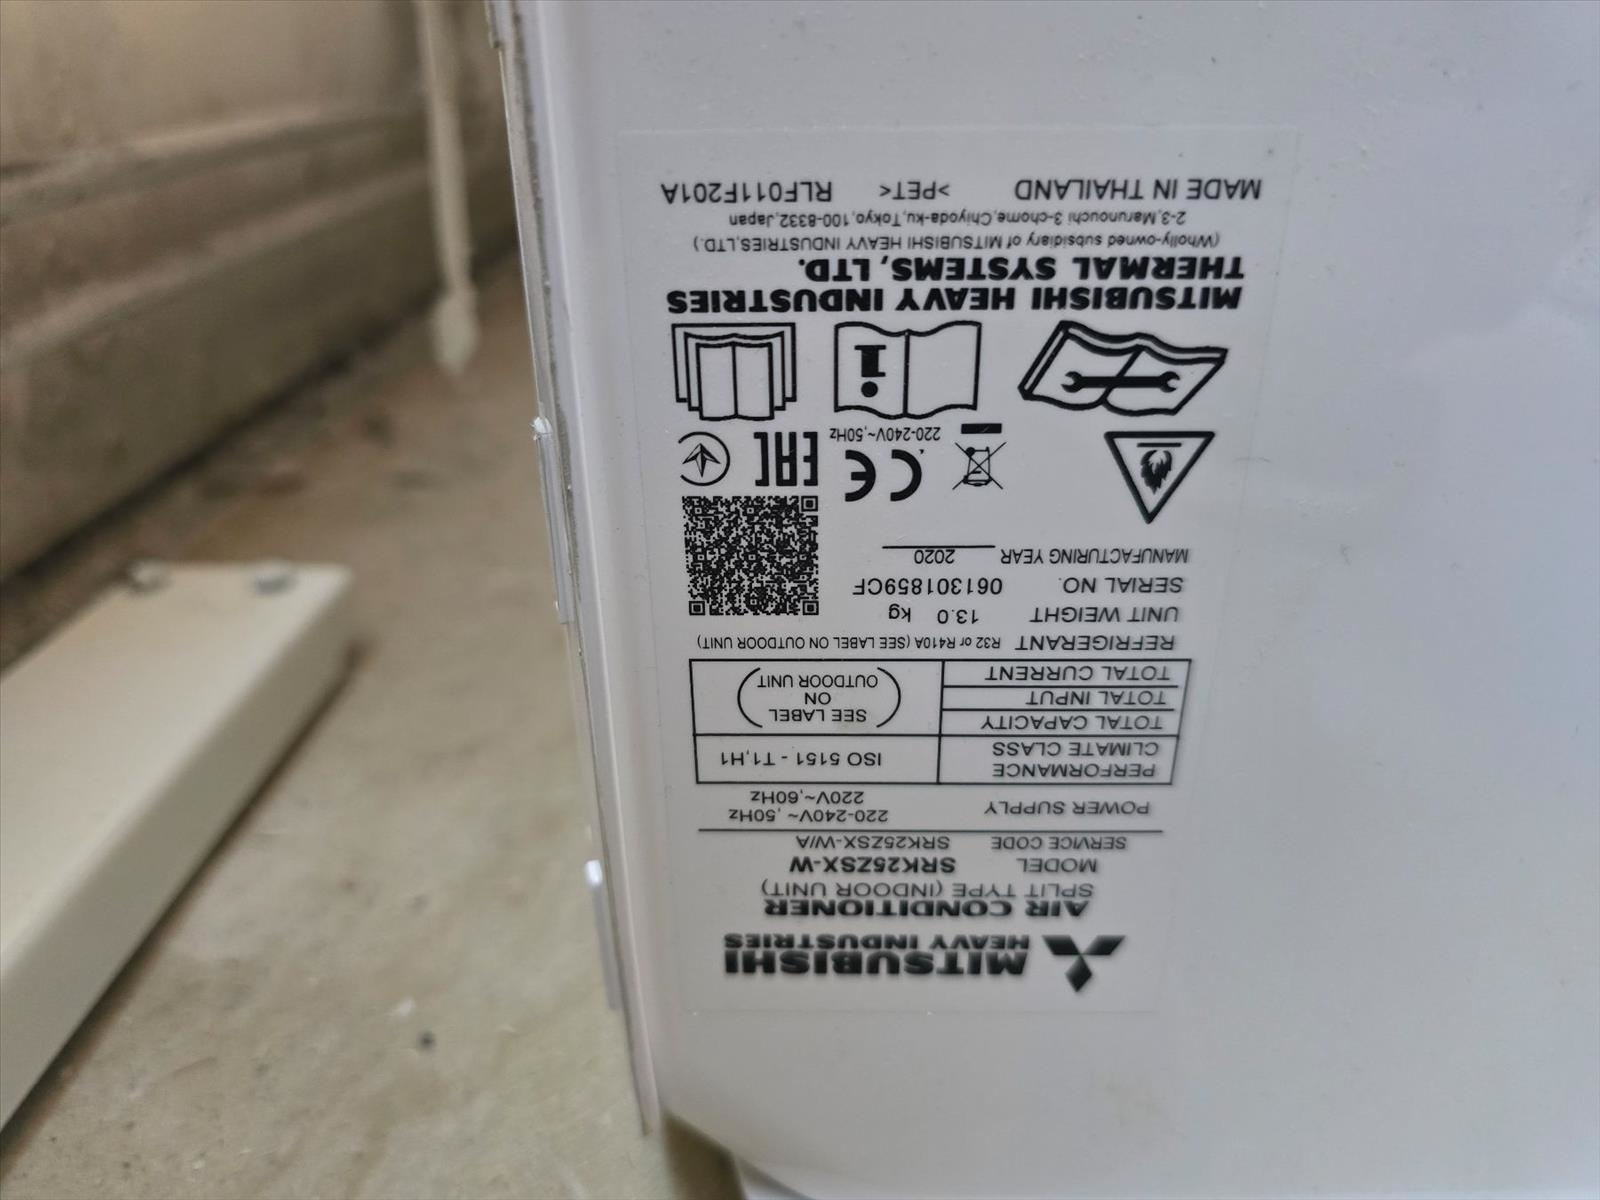 MITSUBISHI
HEAVY INDUSTRIES
AIR CONDITIONER
SPLIT TYPE (INDOOR UNIT)
MODEL SRK25ZSX-W
SERVICE CODE SRK25ZSX-W/A
POWER SUPPLY 220-240V~,50Hz
220V~,60Hz
PERFORMANCE
CLIMATE CLASS ISO 5151 - T1,H1
TOTAL CAPACITY
TOTAL INPUT
TOTAL CURRENT
(SEE LABEL
ON
OUTDOOR UNIT)
REFRIGERANT R32 or R410A (SEE LABEL ON OUTDOOR UNIT)
UNIT WEIGHT 13.0 kg
SERIAL NO. 061301859CF
MANUFACTURING YEAR 2020
CE EAC
220-240V~,50Hz
i
MITSUBISHI HEAVY INDUSTRIES
THERMAL SYSTEMS, LTD.
(Wholly-owned subsidiary of MITSUBISHI HEAVY INDUSTRIES,LTD.)
2-3,Marunouchi 3-chome,Chiyoda-ku,Tokyo,100-8332,Japan
MADE IN THAILAND >PET< RLF011F201A